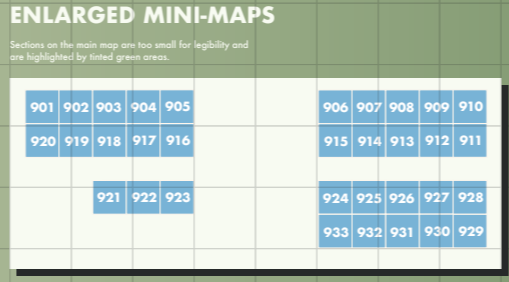 ENLARGED MINI-MAPS
Sections on the main map are too small for legibility and
are highlighted by tinted green areas.
901 902 903 904 905 906 907 908 909 910
920 919 918 917 916 915 914 913 912 911
921 922 923 924 925 926 927 928
933 932 931 930 929